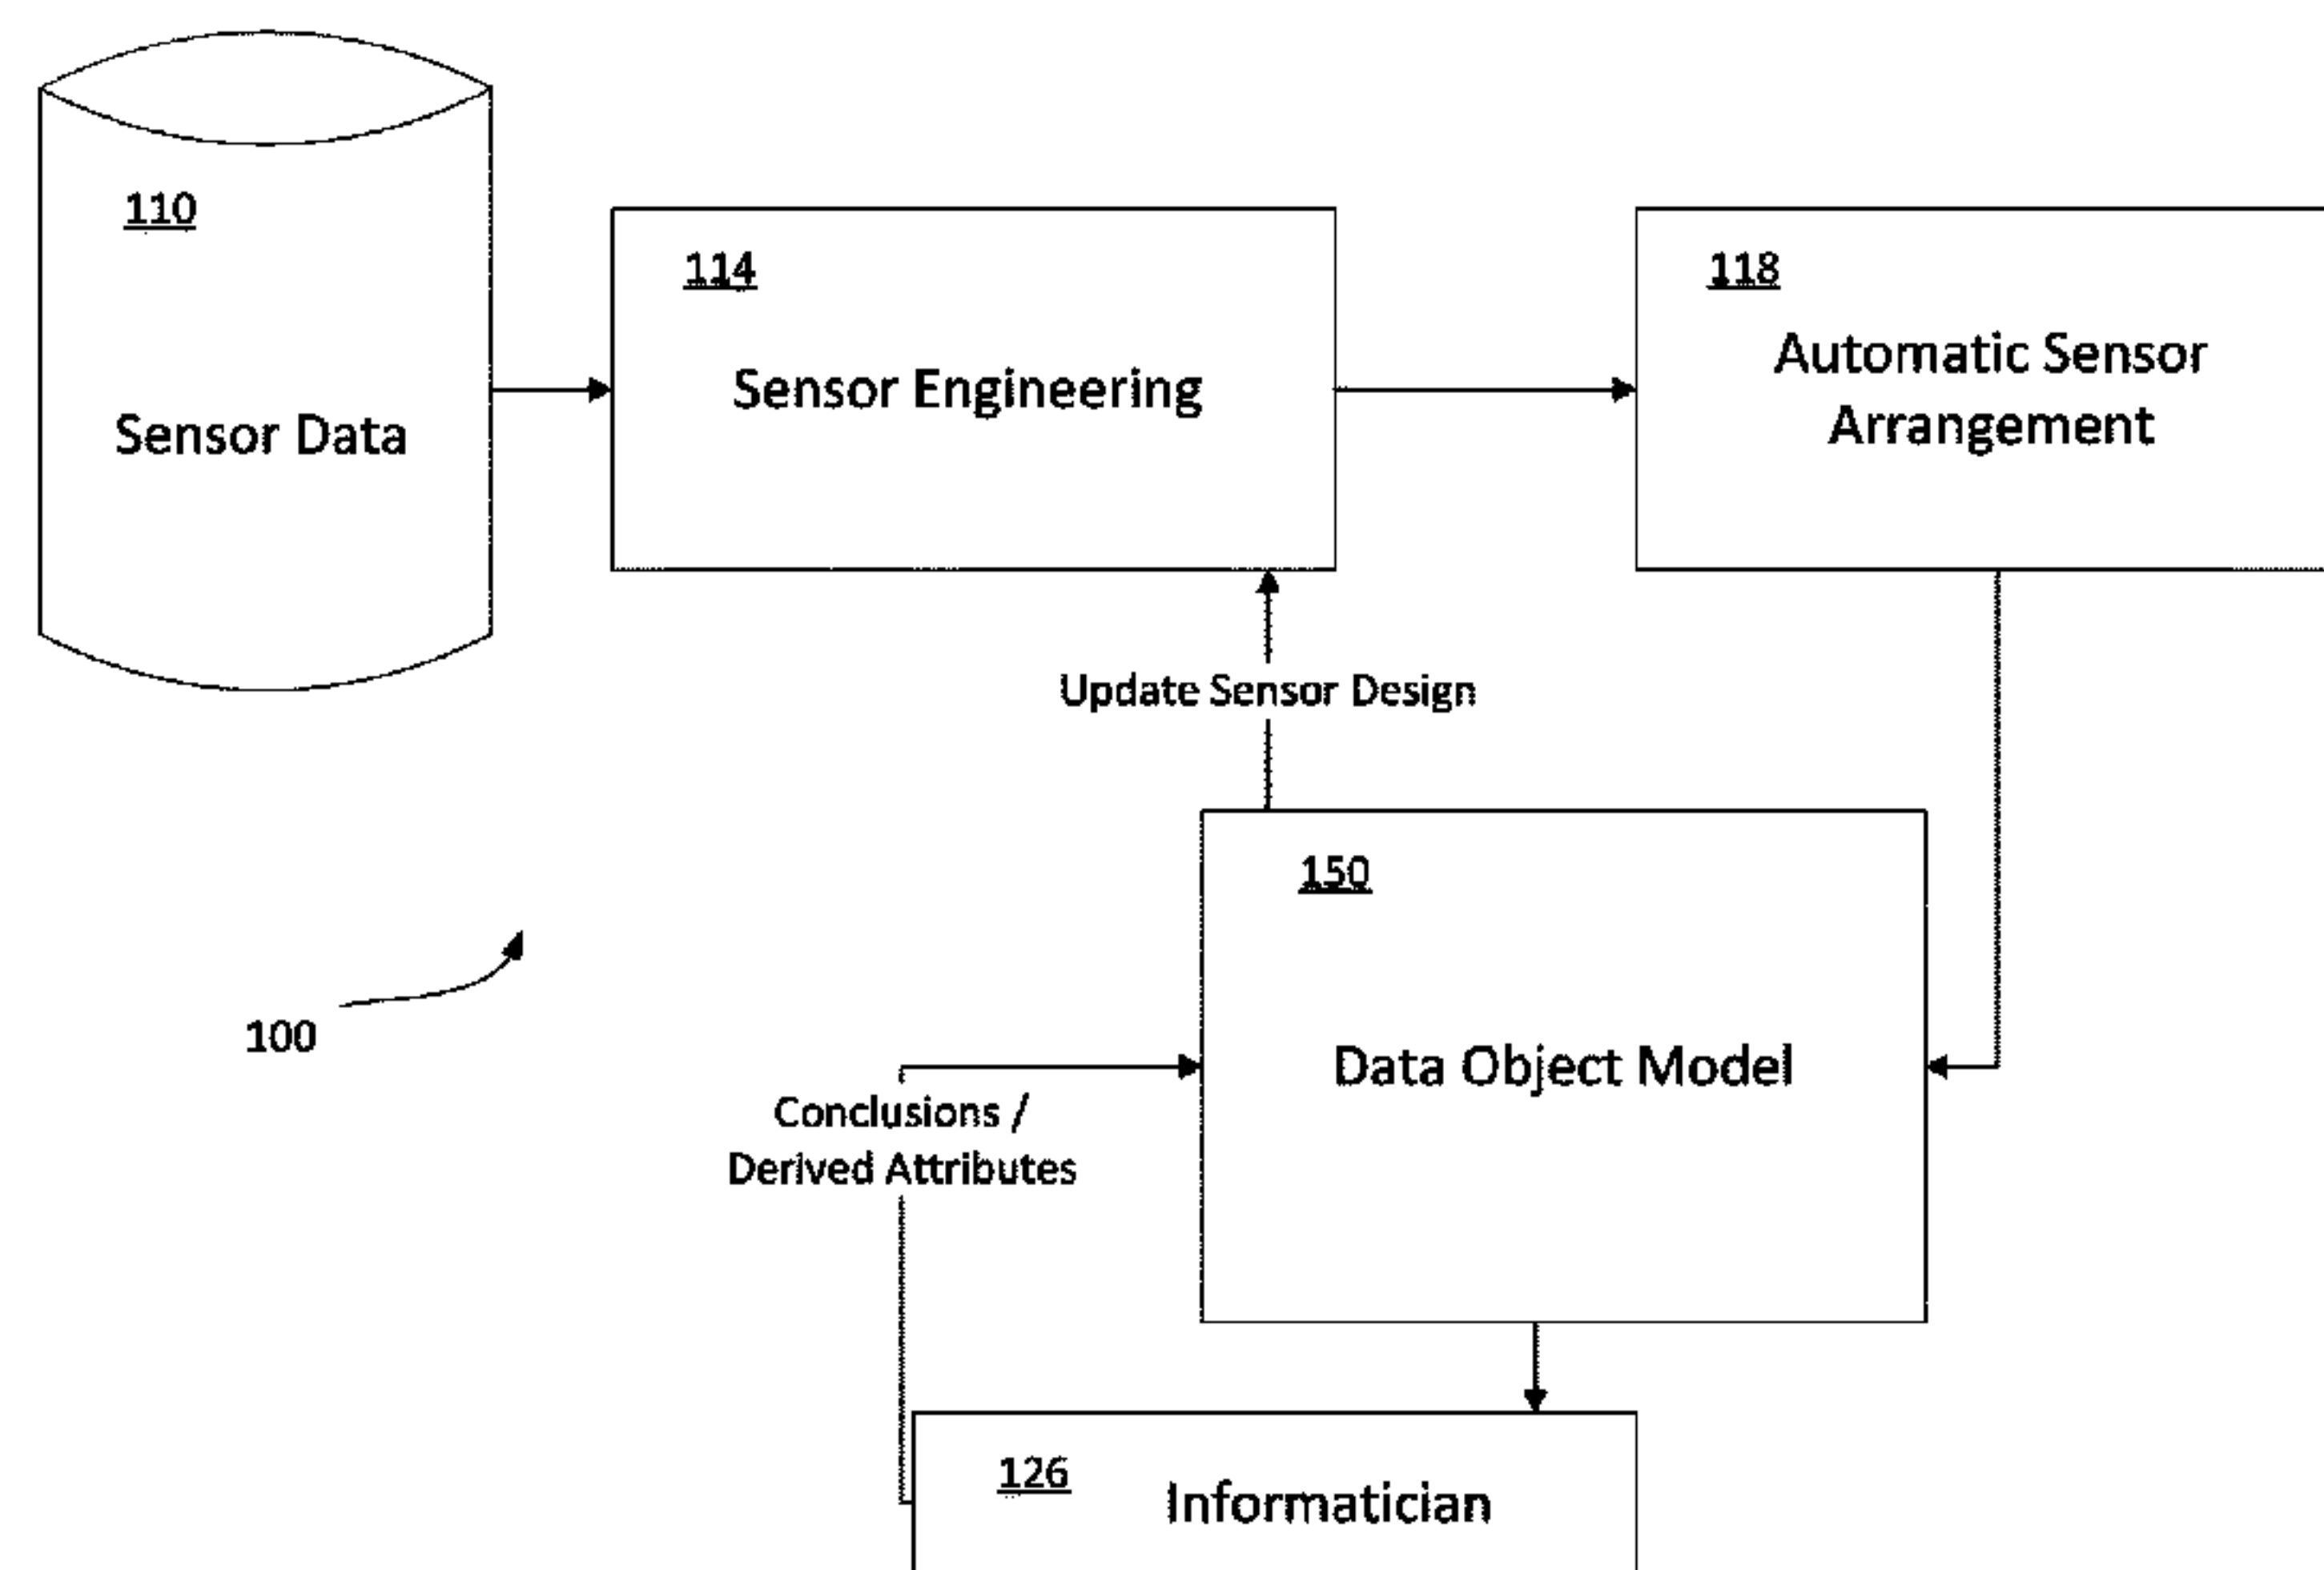 110
Sensor Data
114
Sensor Engineering
118
Automatic Sensor
Arrangement
Update Sensor Design
150
Data Object Model
100
Conclusions /
Derived Attributes
126
Informatician